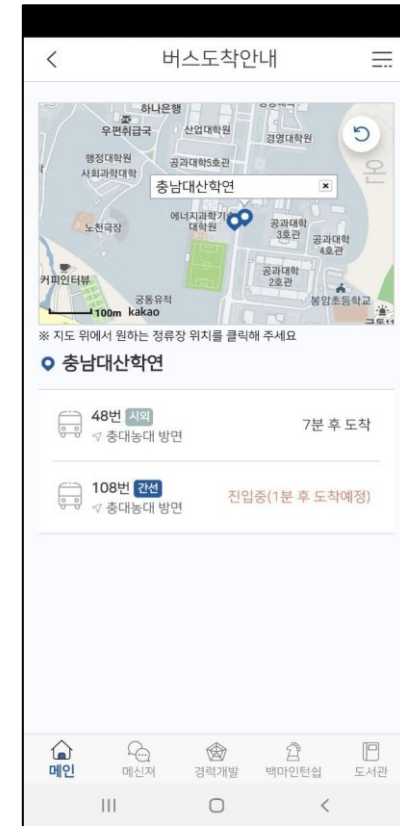 버스도착안내
하나은행
우편취급국
산업대학원
경영대학원
행정대학원
사회과학대학
공과대학5호관
온
충남대산학연
노천극장
에너지과학기술
대학원
공과대학
3호관
공과대학
4호관
공과대학
2호관
커피인터뷰
궁동유적
봉암초등학교
100m kakao
※ 지도 위에서 원하는 정류장 위치를 클릭해 주세요
충남대산학연
48번 시외
7분 후 도착
충대농대 방면
108번 간선
진입중(1분 후 도착예정)
충대농대 방면
메인
메신져
경력개발
백마인턴쉽
도서관